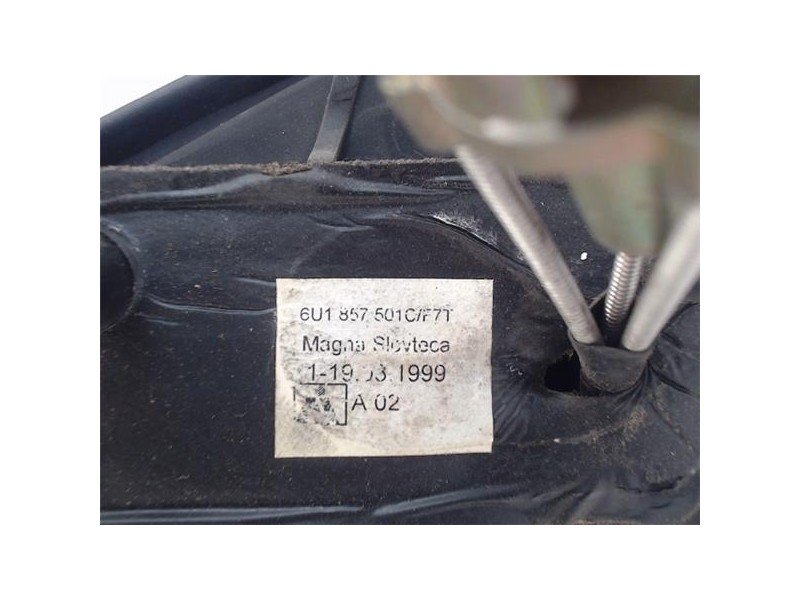 6U1 857 501C/F7T
Magna Slovteca
1-19.03.1999
A 02